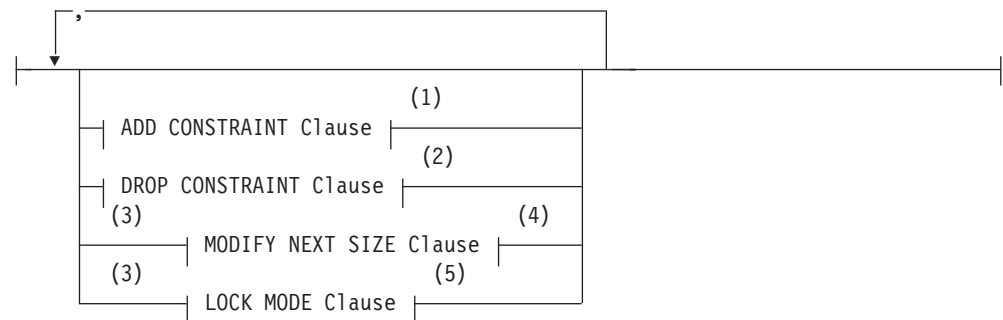 ,
(1)
ADD CONSTRAINT Clause
(2)
DROP CONSTRAINT Clause
(3) (4)
MODIFY NEXT SIZE Clause
(3) (5)
LOCK MODE Clause